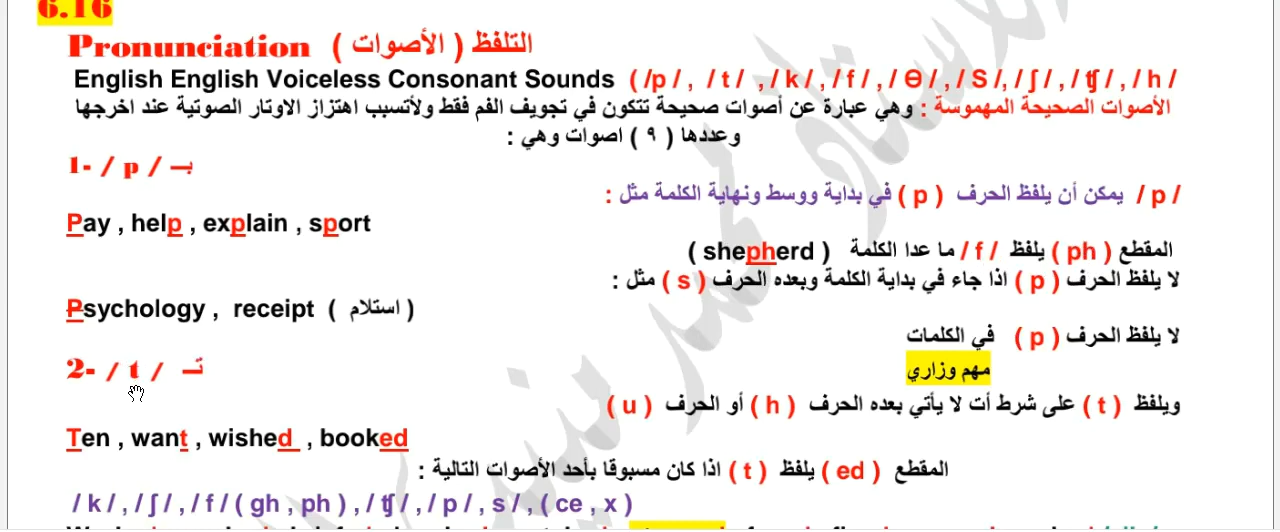 6.16
Pronunciation التلفظ ( الأصوات )
English English Voiceless Consonant Sounds ( /p / , / t / , / k / , / f / , / Ɵ / , / S /, / ʃ / , / ʧ / , / h /
الأصوات الصحيحة المهموسة : وهي عبارة عن أصوات صحيحة تتكون في تجويف الفم فقط ولأتسبب اهتزاز الاوتار الصوتية عند اخرجها
وعددها ( ٩ ) اصوات وهي :
1- / p / بـ
/ p / يمكن أن يلفظ الحرف ( p ) في بداية ووسط ونهاية الكلمة مثل :
Pay , help , explain , sport
المقطع ( ph ) يلفظ / f / ما عدا الكلمة ( shepherd )
لا يلفظ الحرف ( p ) اذا جاء في بداية الكلمة وبعده الحرف ( s ) مثل :
Psychology , receipt ( استلام )
لا يلفظ الحرف ( p ) في الكلمات
مهم وزاري
2- / t / تـ
ويلفظ ( t ) على شرط أت لا يأتي بعده الحرف ( h ) أو الحرف ( u )
Ten , want , wished , booked
المقطع ( ed ) يلفظ ( t ) اذا كان مسبوقا بأحد الأصوات التالية :
/ k / , / ʃ / , / f / ( gh , ph ) , / ʧ / , / p / , s / , ( ce , x )